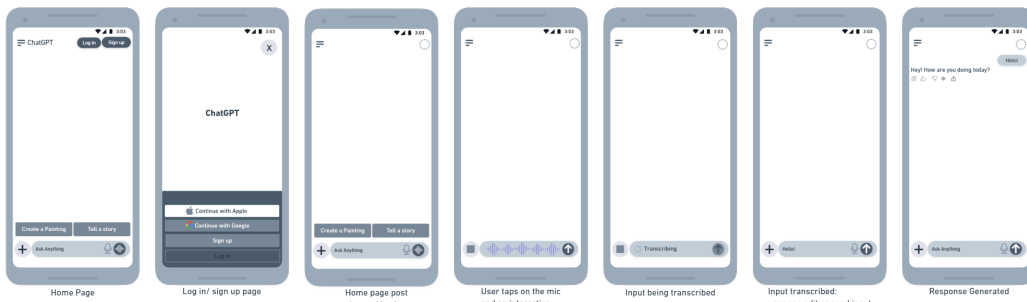 3:03
ChatGPT
Log In
Sign up
Create a Painting
Tell a story
Ask Anything
Home Page
3:03
X
ChatGPT
Continue with Apple
Continue with Google
Sign up
Log in
Log in/ sign up page
3:03
Create a Painting
Tell a story
Ask Anything
Home page post
3:03
User taps on the mic
3:03
Transcribing
Input being transcribed
3:03
Hello!
Input transcribed:
3:03
Hello!
Hey! How are you doing today?
Ask Anything
Response Generated